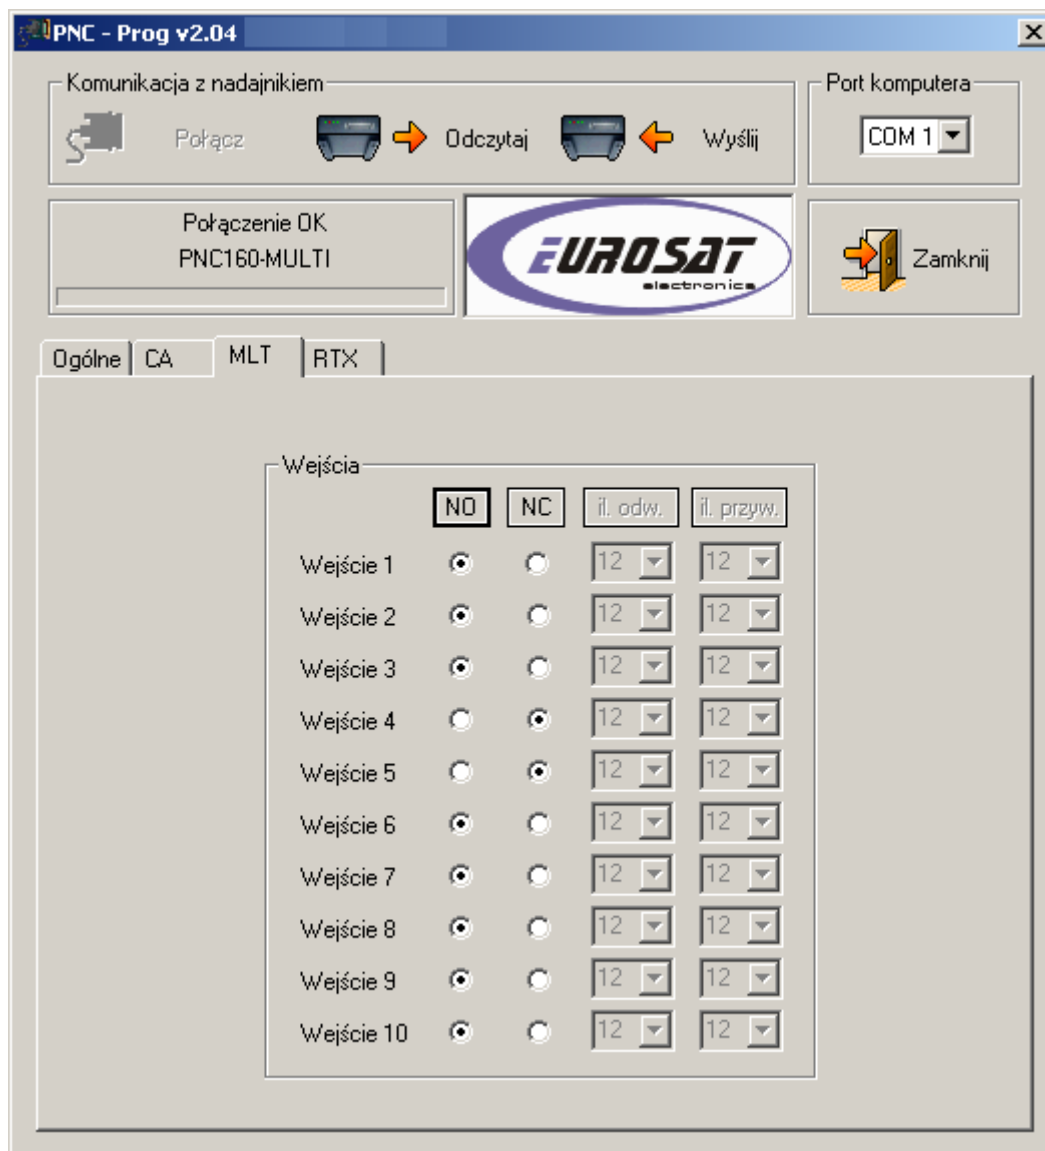 PNC - Prog v2.04
Komunikacja z nadajnikiem
Połącz
Odczytaj
Wyślij
Port komputera
COM 1
Połączenie OK
PNC160-MULTI
EUROSAT
electronics
Zamknij
Ogólne CA MLT RTX
Wejścia
NO NC il. odw. il. przyw.
Wejście 1 12 12
Wejście 2 12 12
Wejście 3 12 12
Wejście 4 12 12
Wejście 5 12 12
Wejście 6 12 12
Wejście 7 12 12
Wejście 8 12 12
Wejście 9 12 12
Wejście 10 12 12